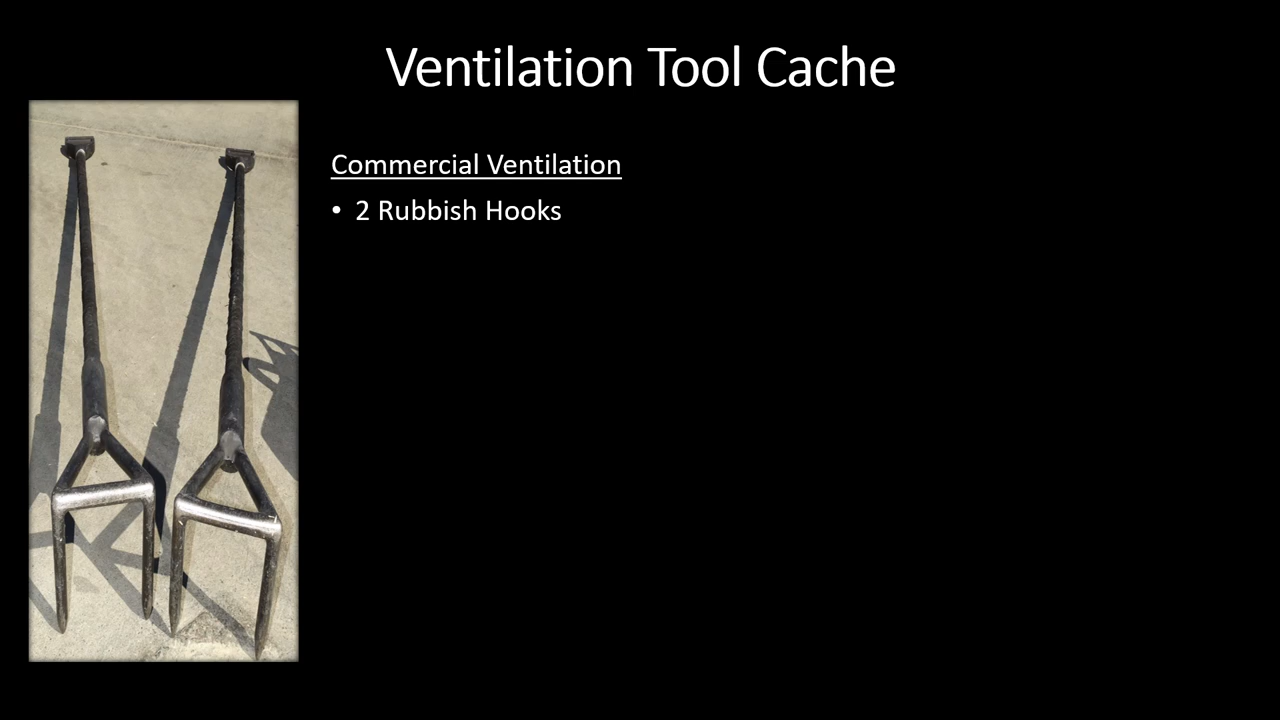 Ventilation Tool Cache
Commercial Ventilation
• 2 Rubbish Hooks